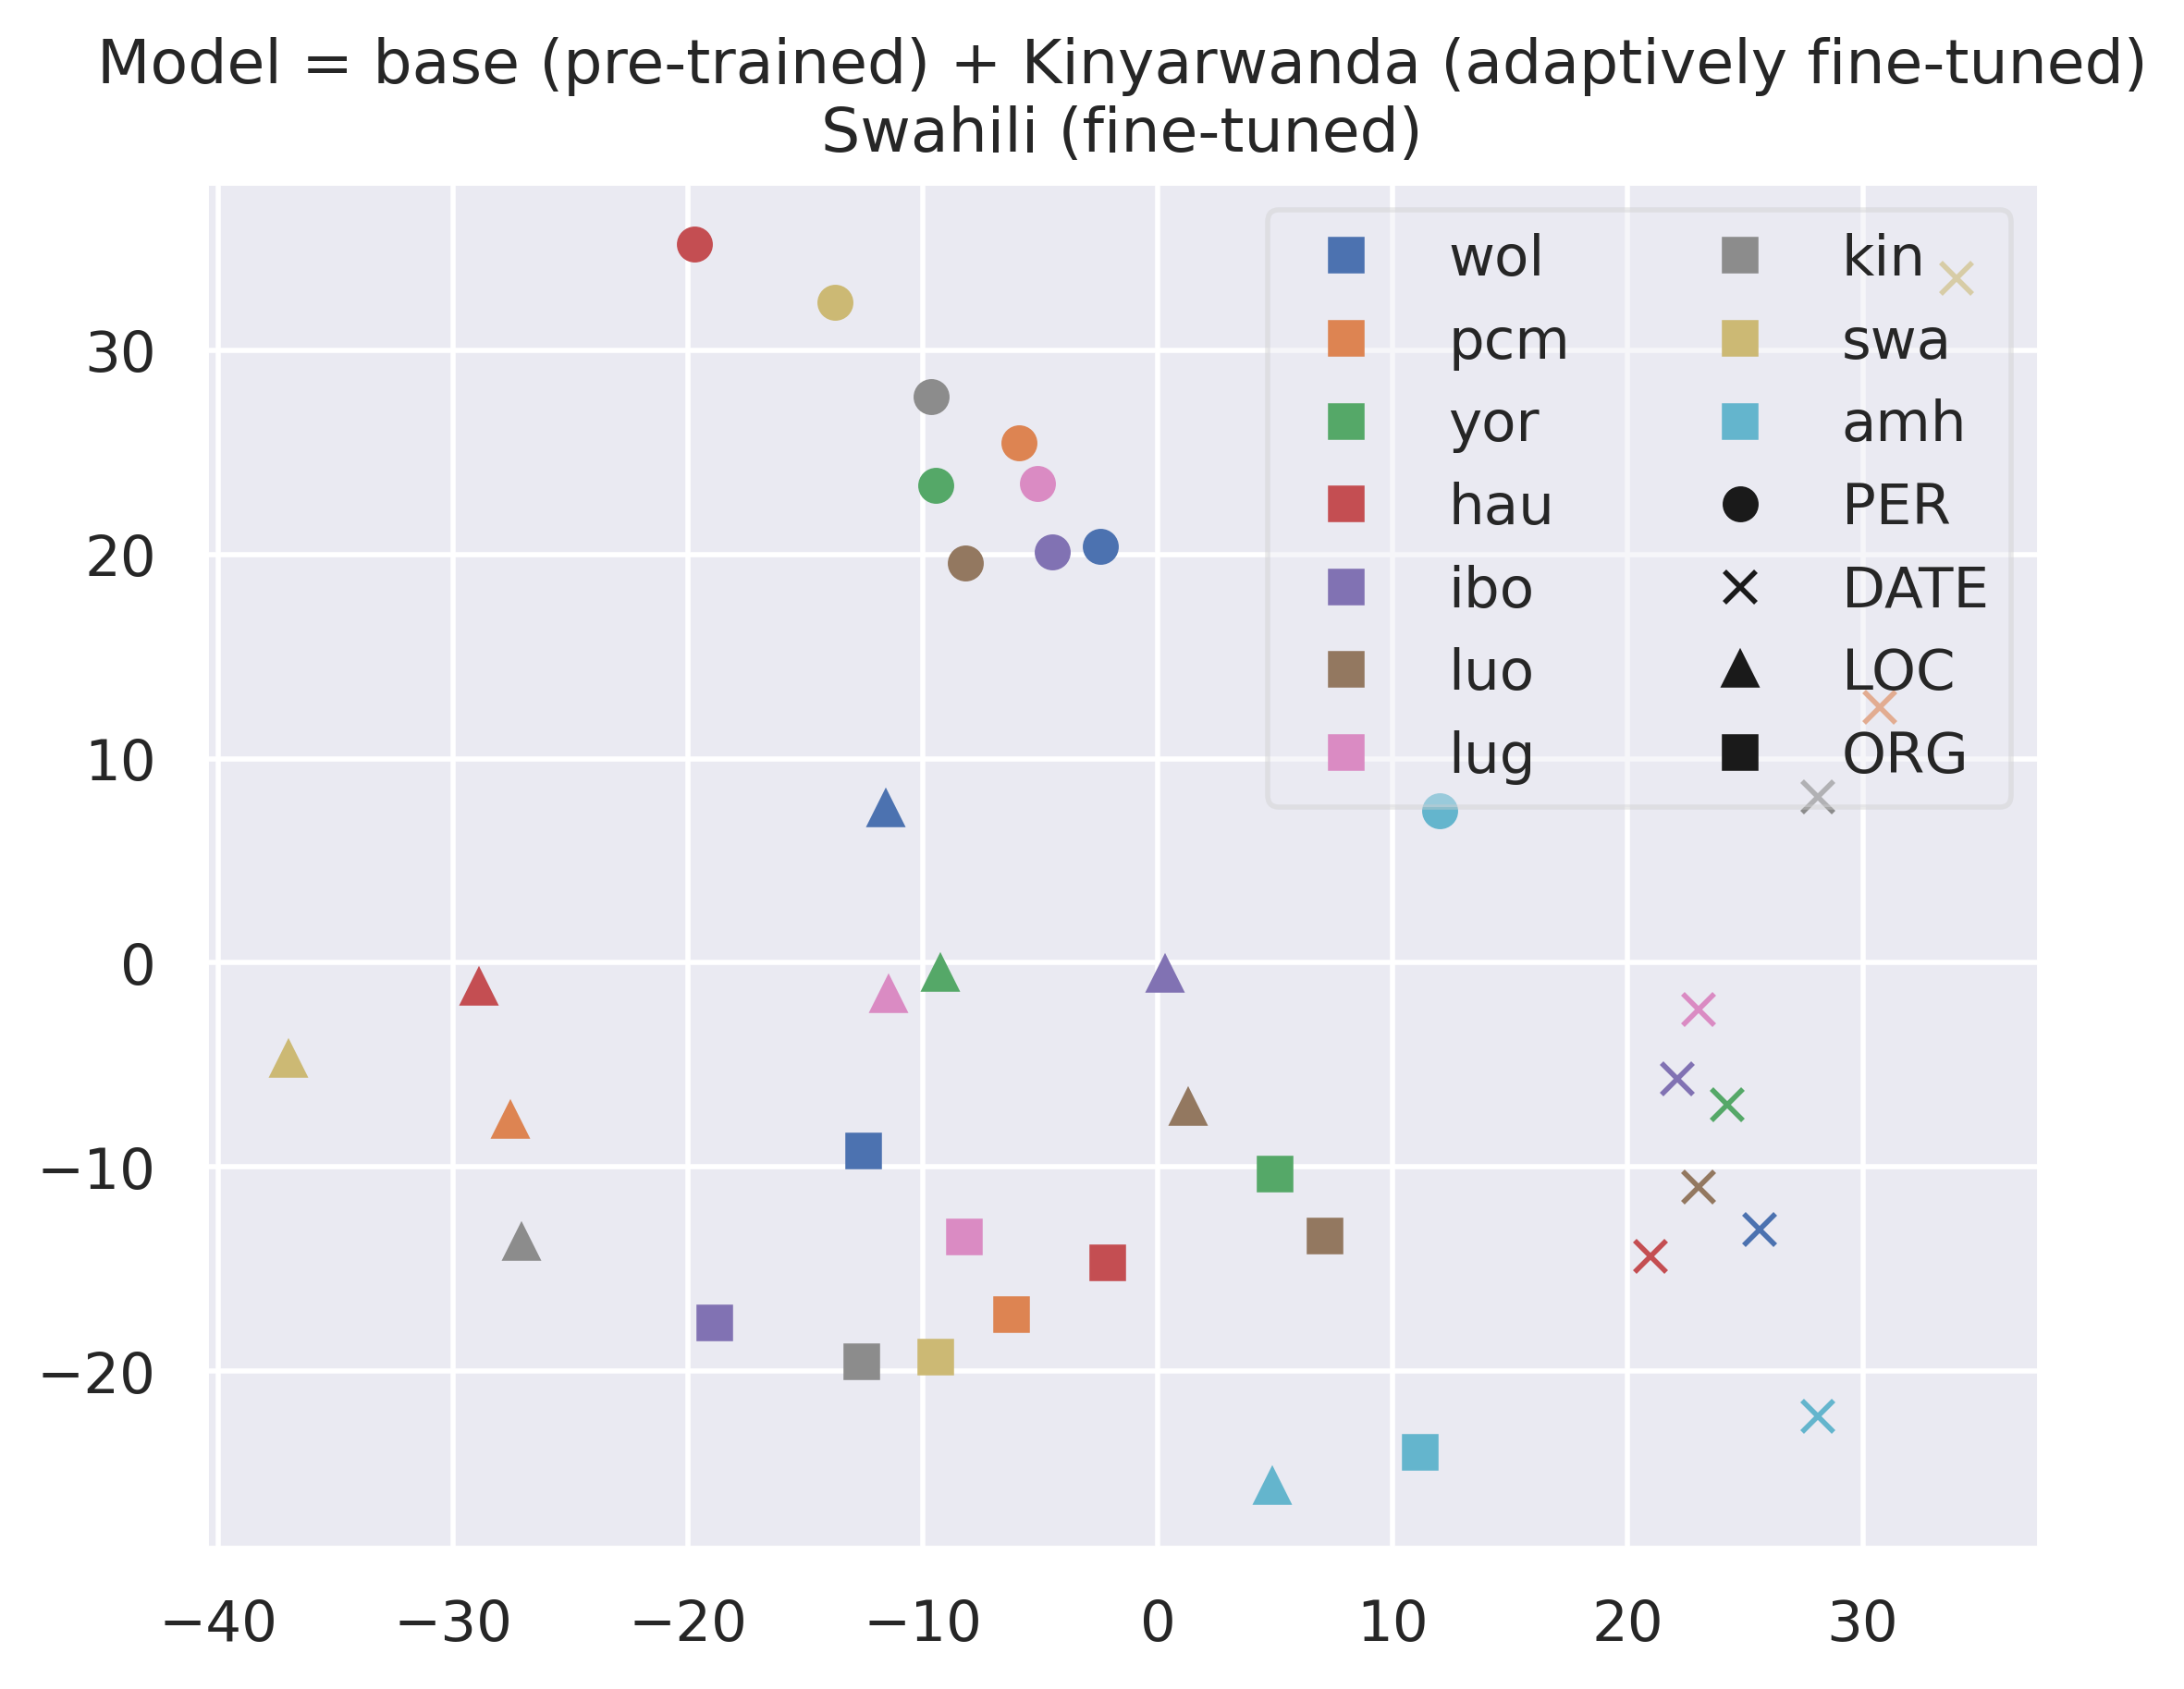 Model = base (pre-trained) + Kinyarwanda (adaptively fine-tuned)
Swahili (fine-tuned)
wol
pcm
yor
hau
ibo
luo
lug
kin
swa
amh
PER
DATE
LOC
ORG
30
20
10
0
−10
−20
−40
−30
−20
−10
0
10
20
30